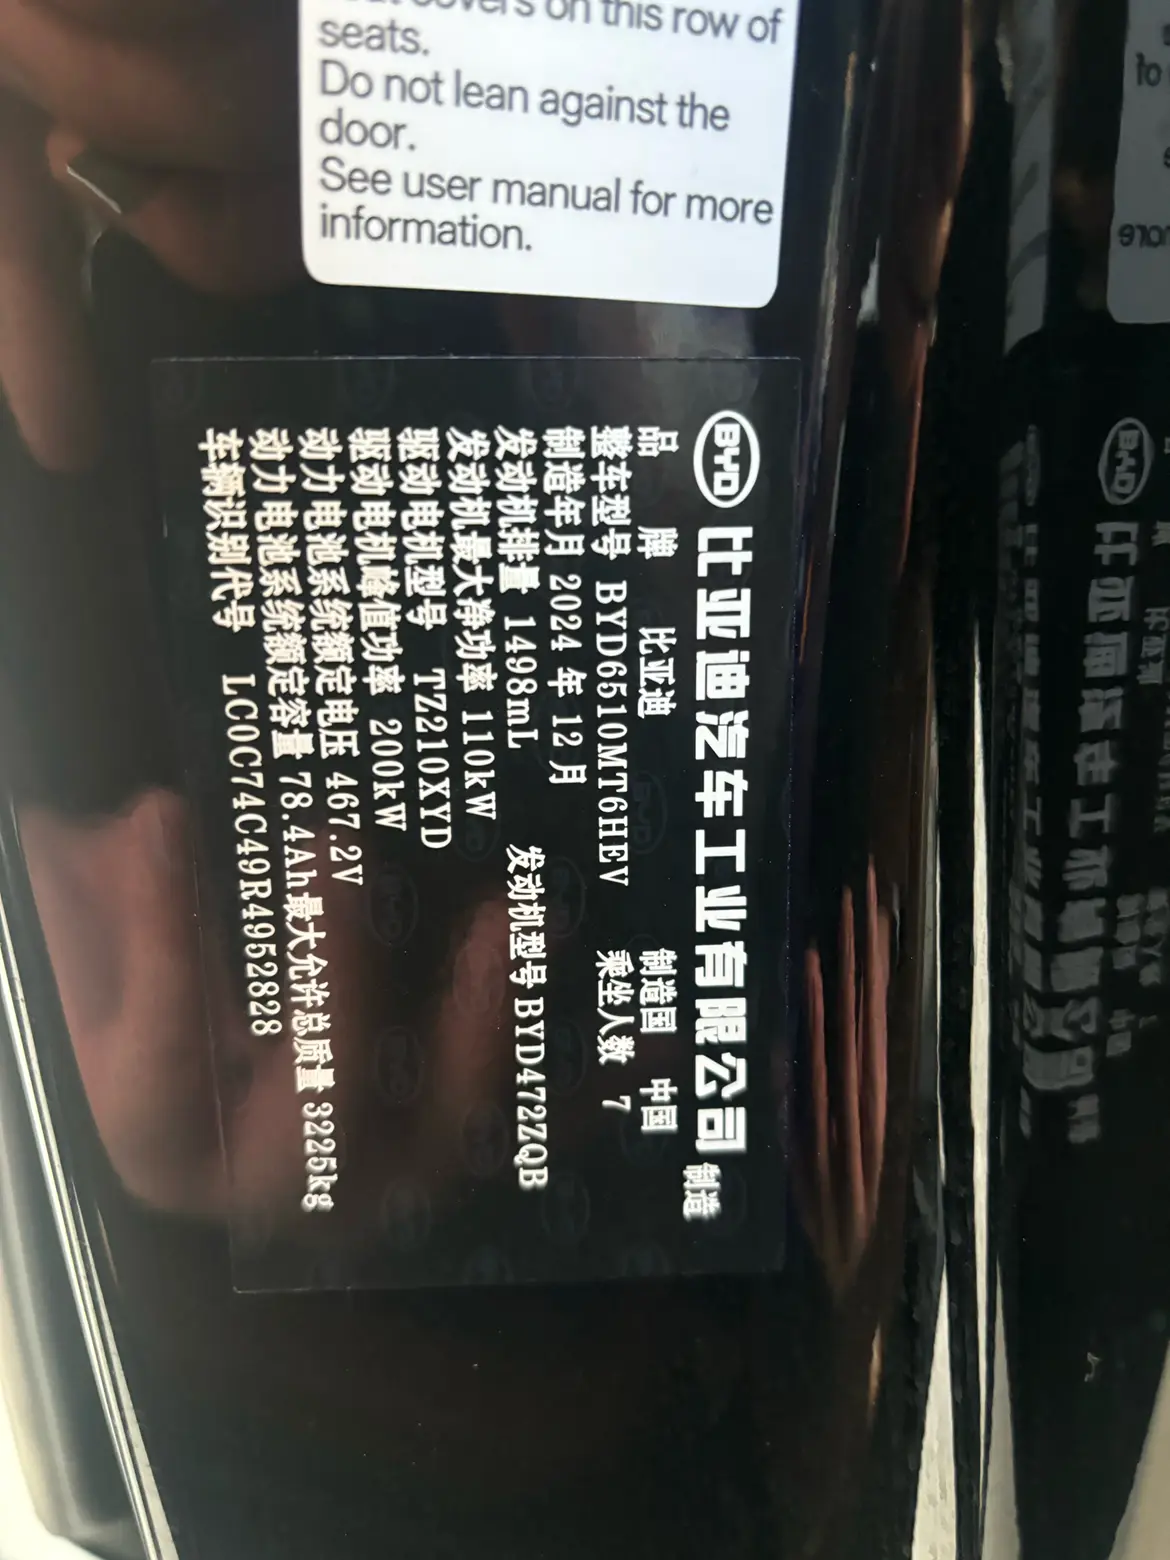 seats.
Do not lean against the
door.
See user manual for more
information.
BYD 比亚迪汽车工业有限公司 制造
品牌 比亚迪 制造国 中国
整车型号 BYD6510MT6HEV 乘坐人数 7
制造年月 2024 年 12 月
发动机排量 1498mL 发动机型号 BYD472ZQB
发动机最大净功率 110kW
驱动电机型号 TZ210XYD
驱动电机峰值功率 200kW
动力电池系统额定电压 467.2V
动力电池系统额定容量 78.4Ah 最大允许总质量 3225kg
车辆识别代号 LC0C74C49R4952828